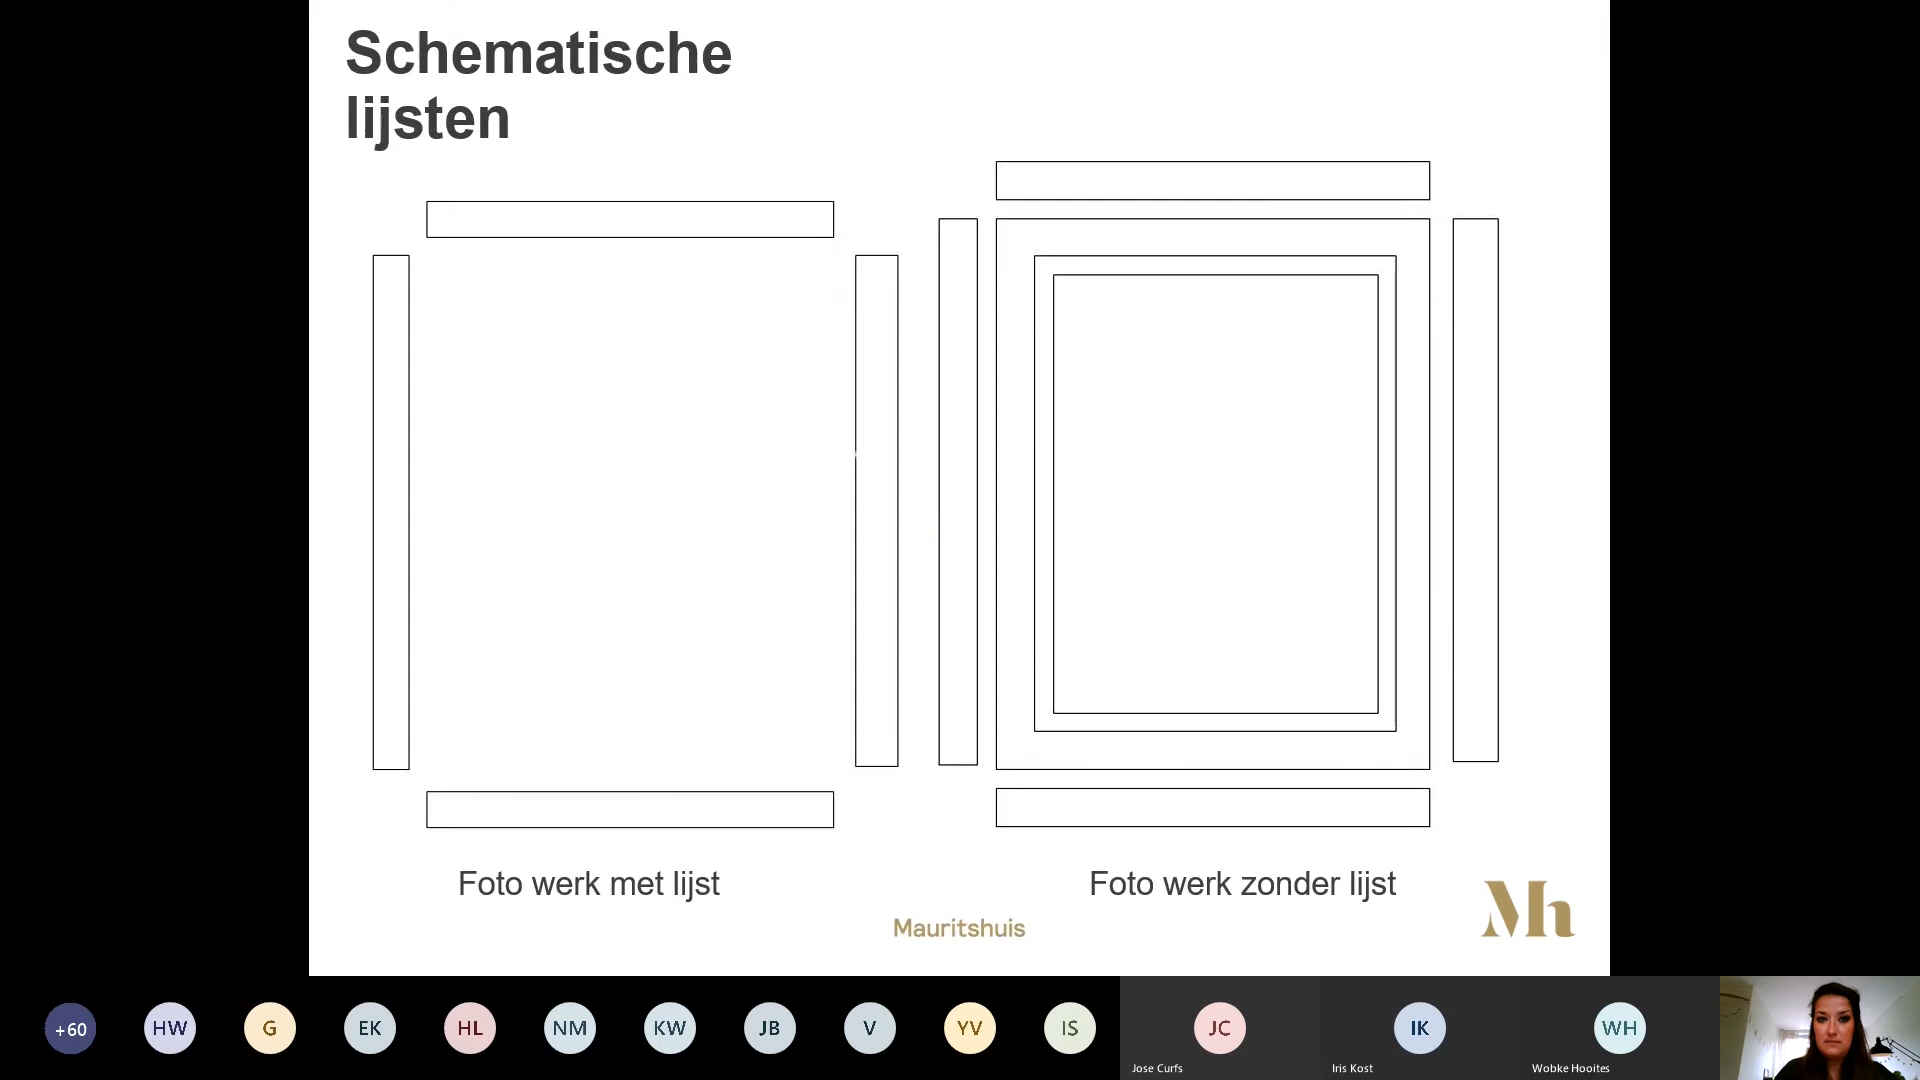 Schematische
lijsten
Foto werk met lijst
Foto werk zonder lijst
Mauritshuis
Mh
+60
HW
G
EK
HL
NM
KW
JB
V
YV
IS
JC
IK
WH
Jose Curfs
Iris Kost
Wobke Hooites